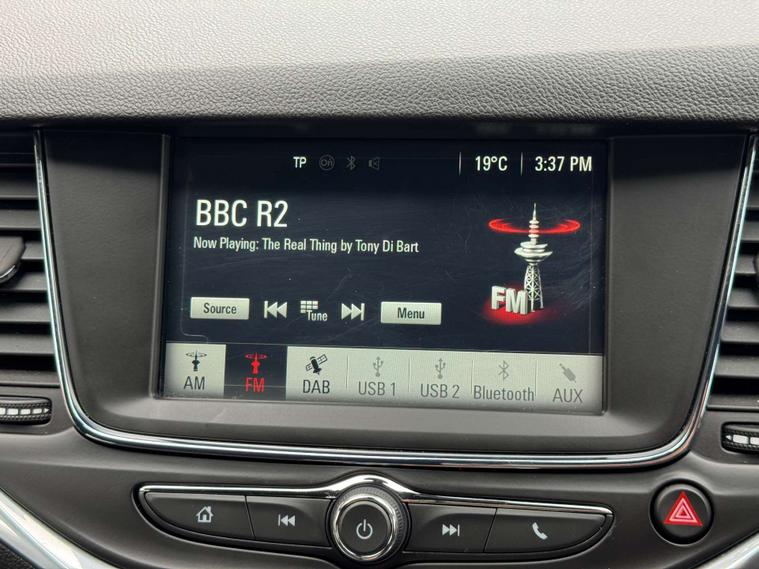 TP 19°C 3:37 PM
BBC R2
Now Playing: The Real Thing by Tony Di Bart
FM
Source Tune Menu
AM FM DAB USB 1 USB 2 Bluetooth AUX